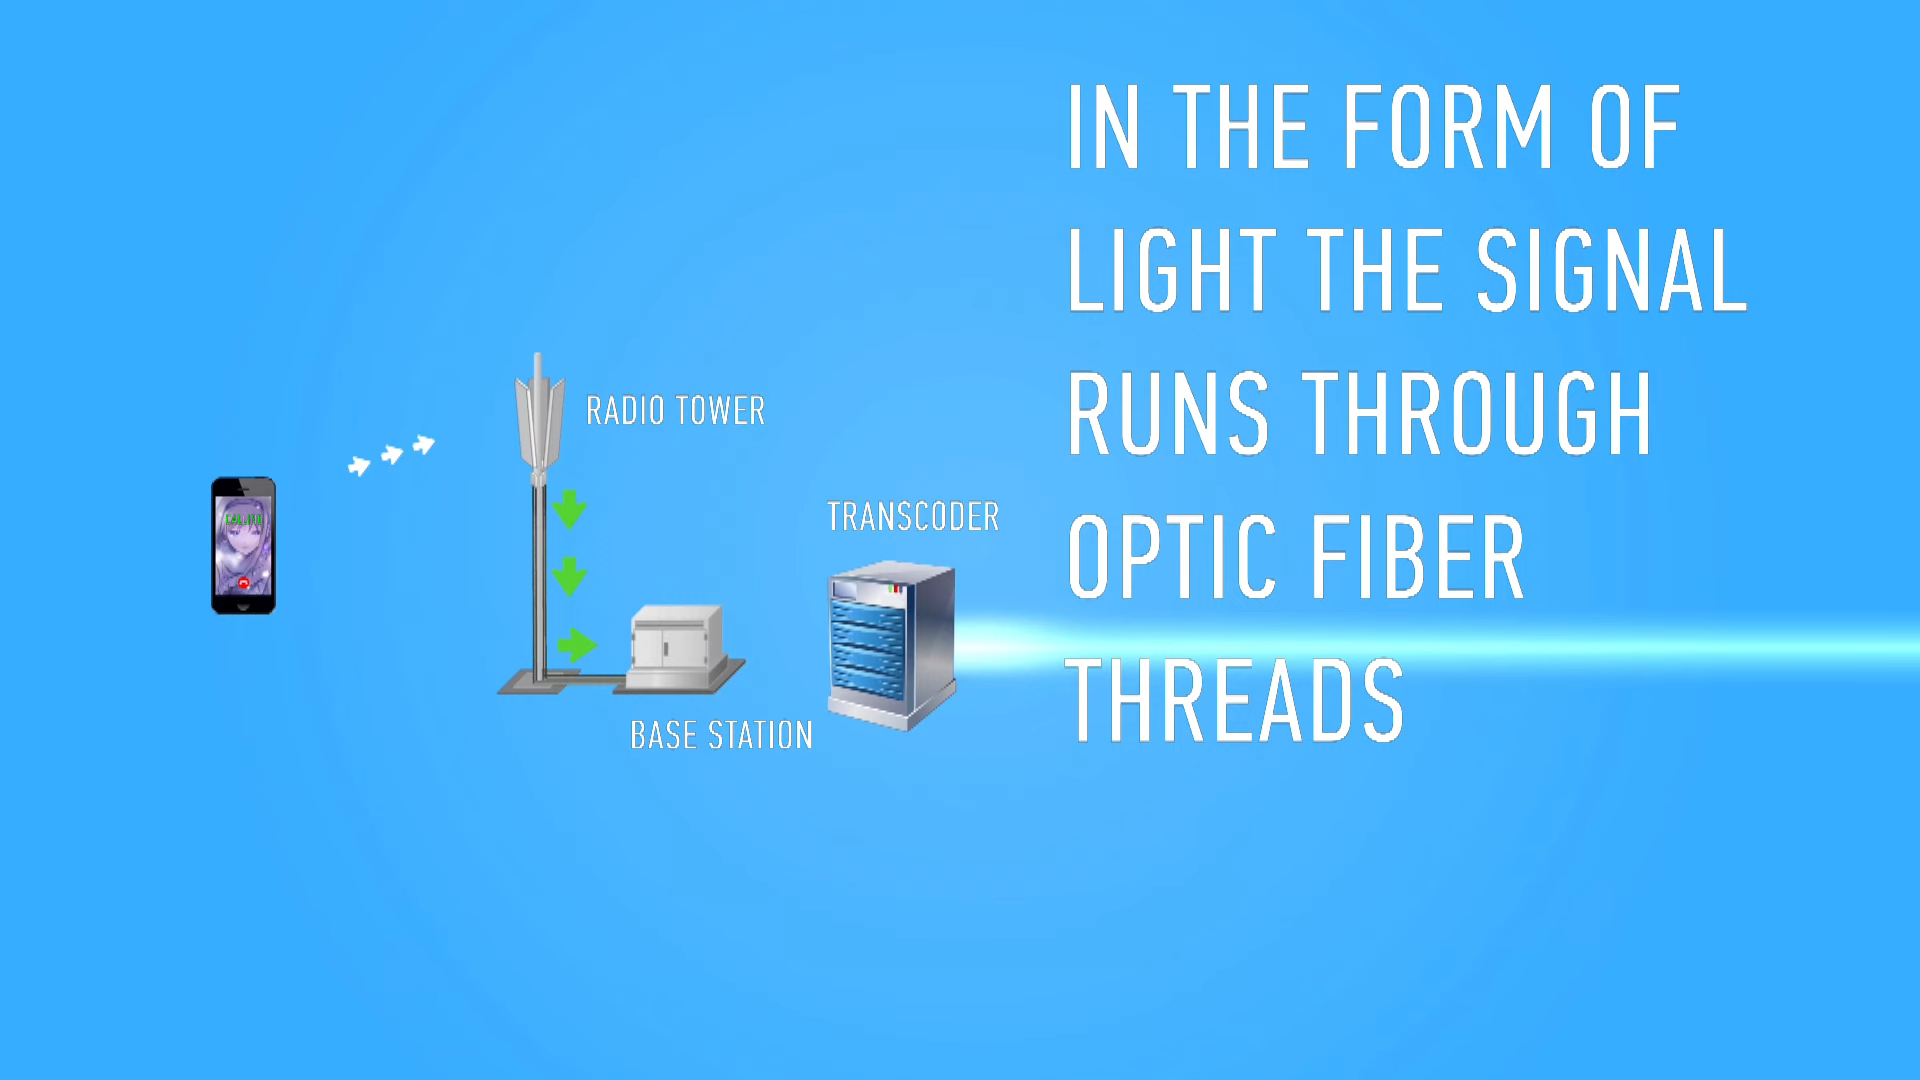 IN THE FORM OF
LIGHT THE SIGNAL
RUNS THROUGH
OPTIC FIBER
THREADS
RADIO TOWER
TRANSCODER
BASE STATION